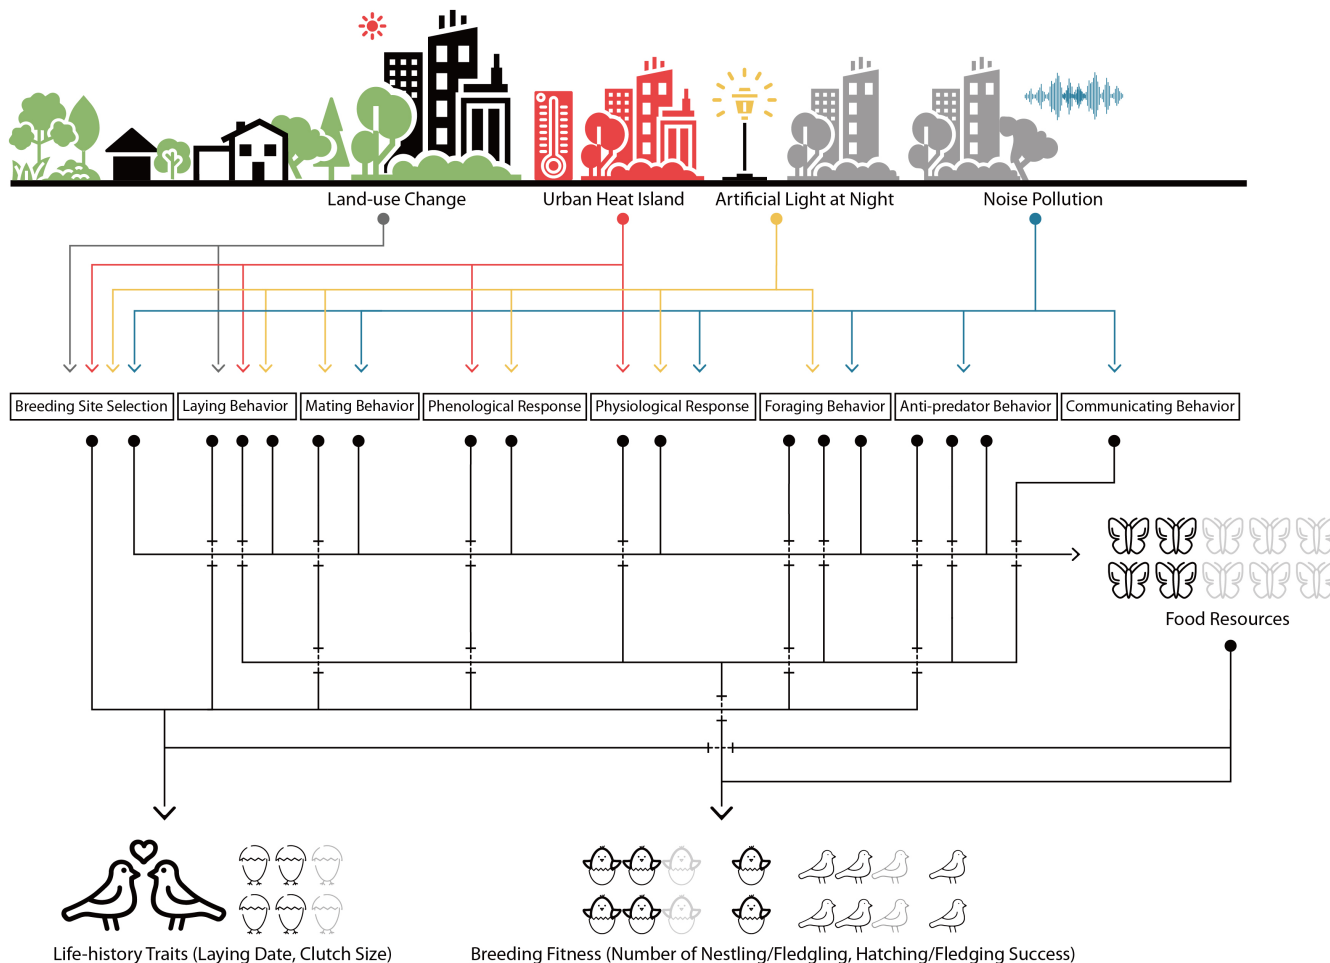 Land-use Change
Urban Heat Island
Artificial Light at Night
Noise Pollution
Breeding Site Selection
Laying Behavior
Mating Behavior
Phenological Response
Physiological Response
Foraging Behavior
Anti-predator Behavior
Communicating Behavior
Food Resources
Life-history Traits (Laying Date, Clutch Size)
Breeding Fitness (Number of Nestling/Fledgling, Hatching/Fledging Success)